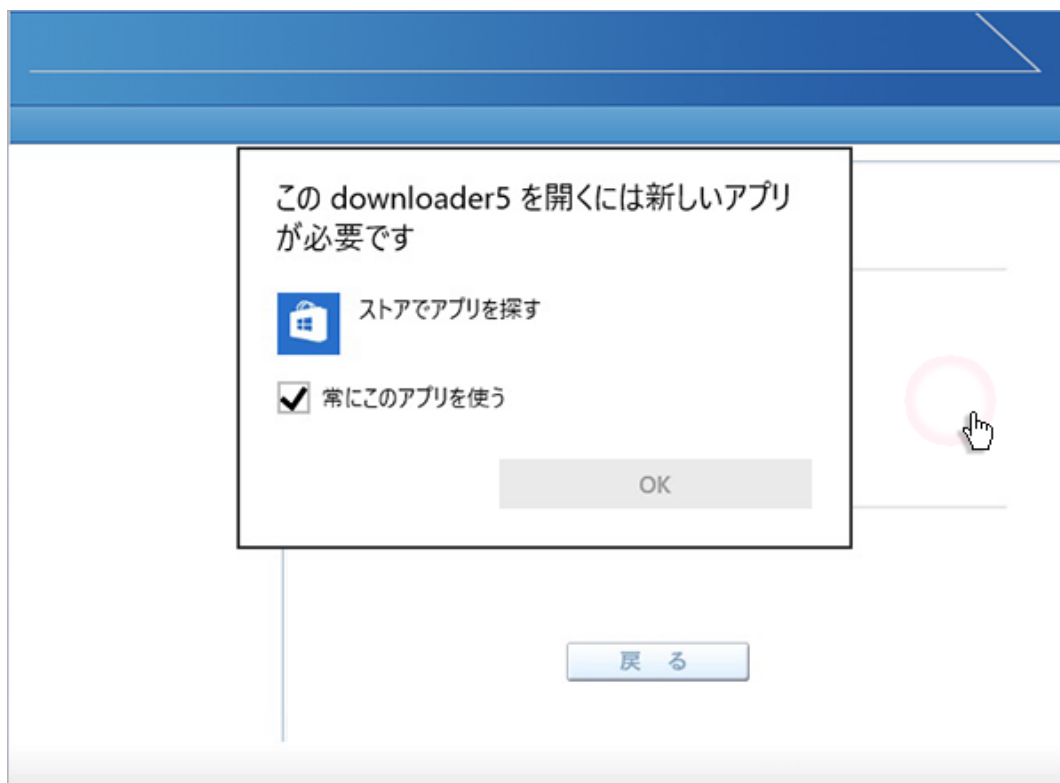 この downloader5 を開くには新しいアプリ
が必要です
ストアでアプリを探す
常にこのアプリを使う
OK
戻 る